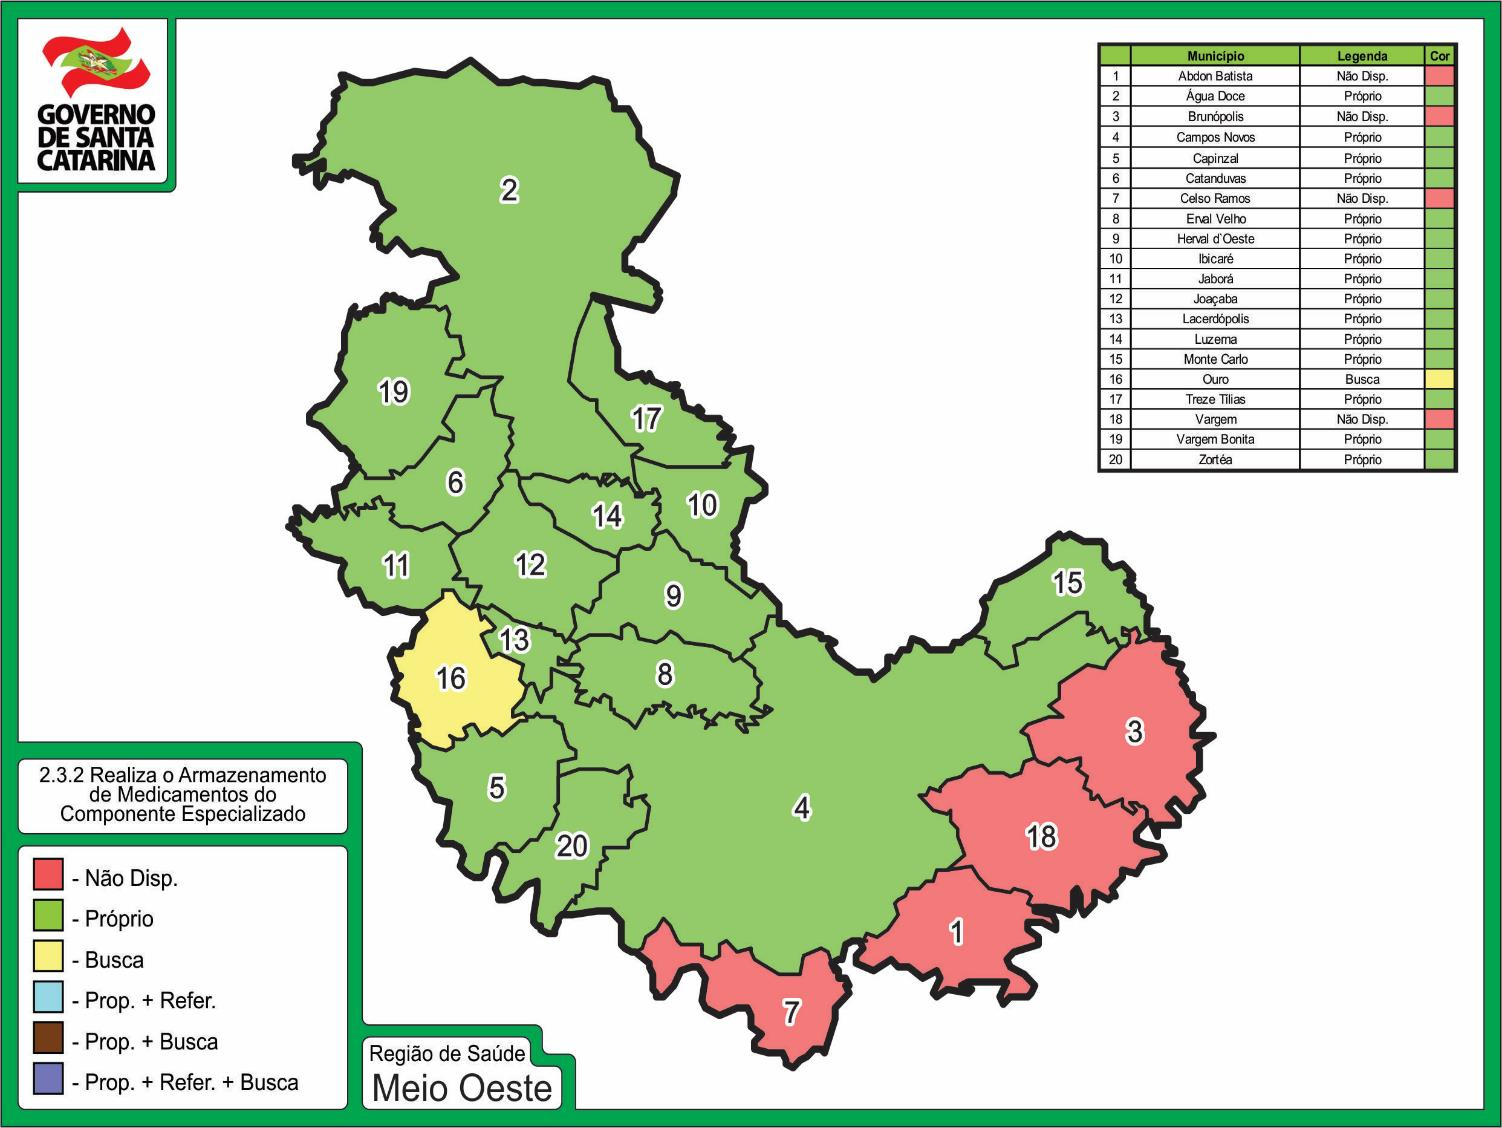 GOVERNO
DE SANTA
CATARINA
Município Legenda Cor
1 Abdon Batista Não Disp.
2 Água Doce Próprio
3 Brunópolis Não Disp.
4 Campos Novos Próprio
5 Capinzal Próprio
6 Catanduvas Próprio
7 Celso Ramos Não Disp.
8 Erval Velho Próprio
9 Herval d`Oeste Próprio
10 Ibicaré Próprio
11 Jaborá Próprio
12 Joaçaba Próprio
13 Lacerdópolis Próprio
14 Luzerna Próprio
15 Monte Carlo Próprio
16 Ouro Busca
17 Treze Tílias Próprio
18 Vargem Não Disp.
19 Vargem Bonita Próprio
20 Zortéa Próprio
2
19
17
6
14
10
11
12
9
15
13
16
8
3
5
4
20
18
1
7
2.3.2 Realiza o Armazenamento
de Medicamentos do
Componente Especializado
- Não Disp.
- Próprio
- Busca
- Prop. + Refer.
- Prop. + Busca
- Prop. + Refer. + Busca
Região de Saúde
Meio Oeste